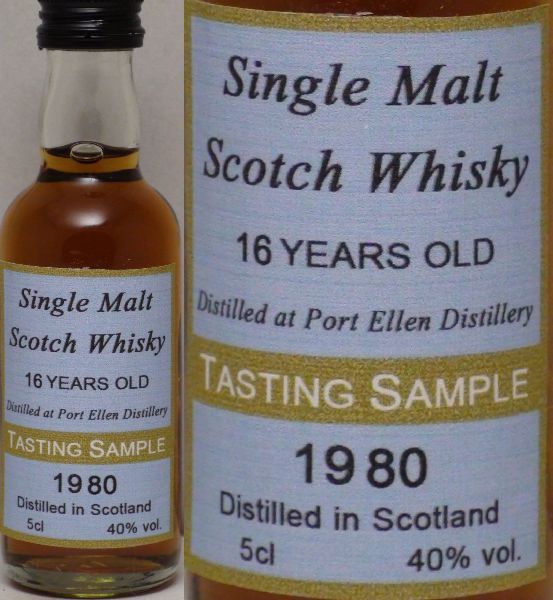 Single Malt
Scotch Whisky
16 YEARS OLD
Distilled at Port Ellen Distillery
TASTING SAMPLE
1980
Distilled in Scotland
5cl 40% vol.
Single Malt
Scotch Whisky
16 YEARS OLD
Distilled at Port Ellen Distillery
TASTING SAMPLE
1980
Distilled in Scotland
5cl 40% vol.